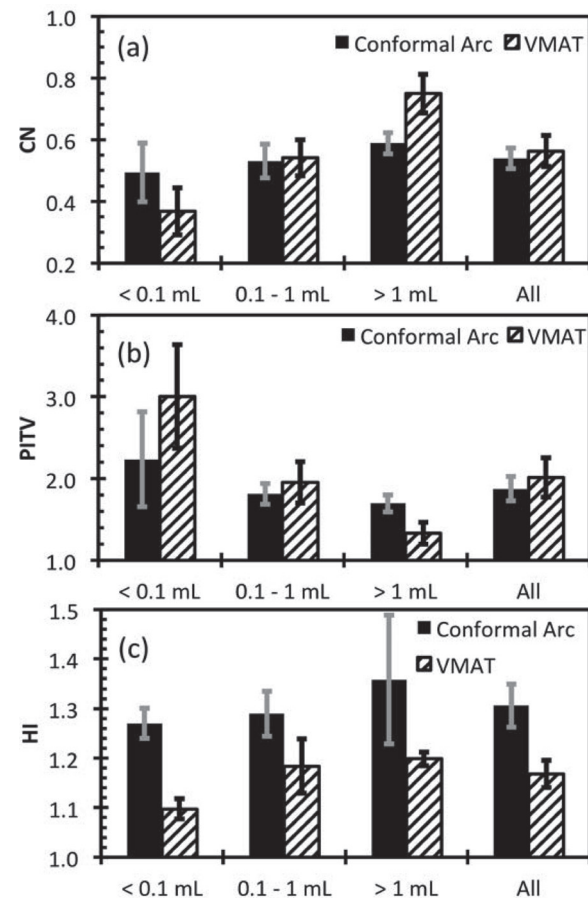 1.0
(a)
Conformal Arc VMAT
0.8
CN
0.6
0.4
0.2
< 0.1 mL 0.1 - 1 mL > 1 mL All
4.0
(b)
Conformal Arc VMAT
3.0
PITV
2.0
1.0
< 0.1 mL 0.1 - 1 mL > 1 mL All
1.5
(c)
Conformal Arc
VMAT
1.4
1.3
HI
1.2
1.1
1.0
< 0.1 mL 0.1 - 1 mL > 1 mL All